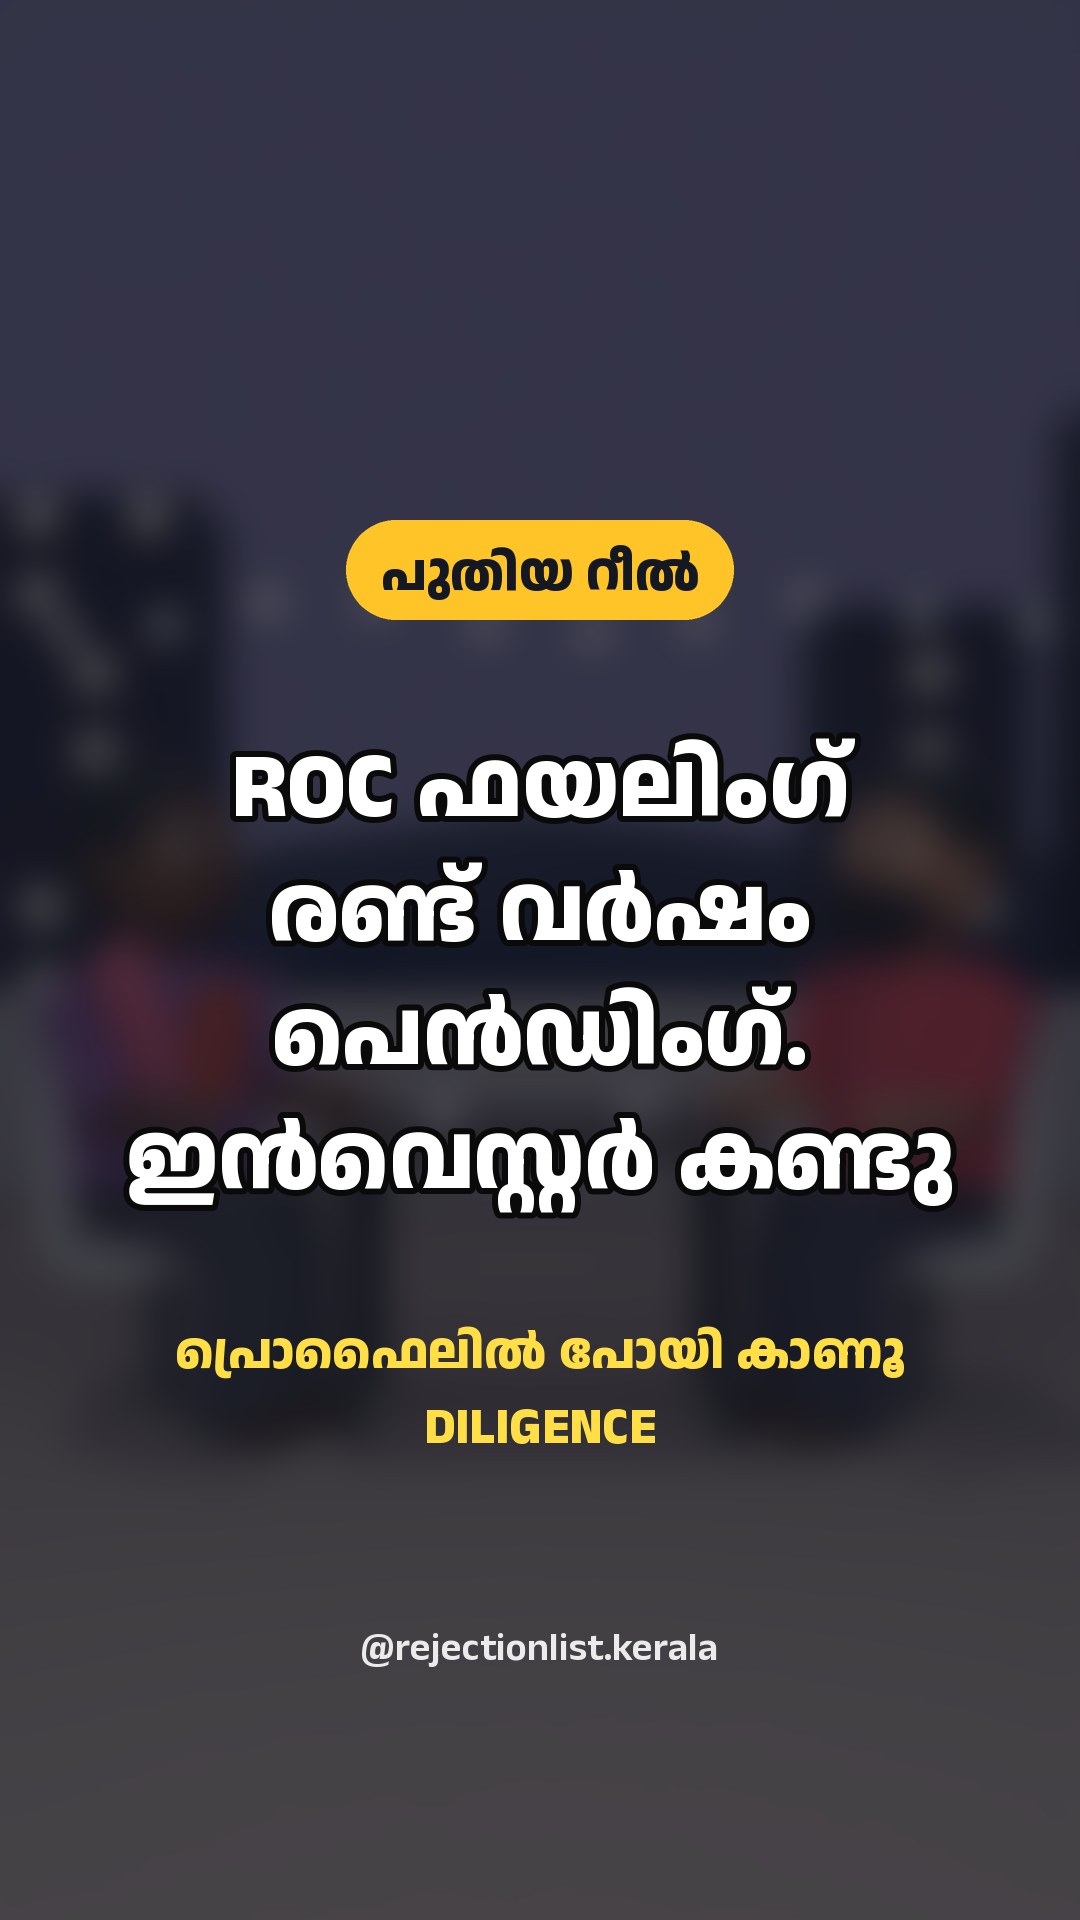 പുതിയ റീൽ
ROC ഫയലിംഗ്
രണ്ട് വർഷം
പെൻഡിംഗ്.
ഇൻവെസ്റ്റർ കണ്ടു
പ്രൊഫൈലിൽ പോയി കാണൂ
DILIGENCE
@rejectionlist.kerala